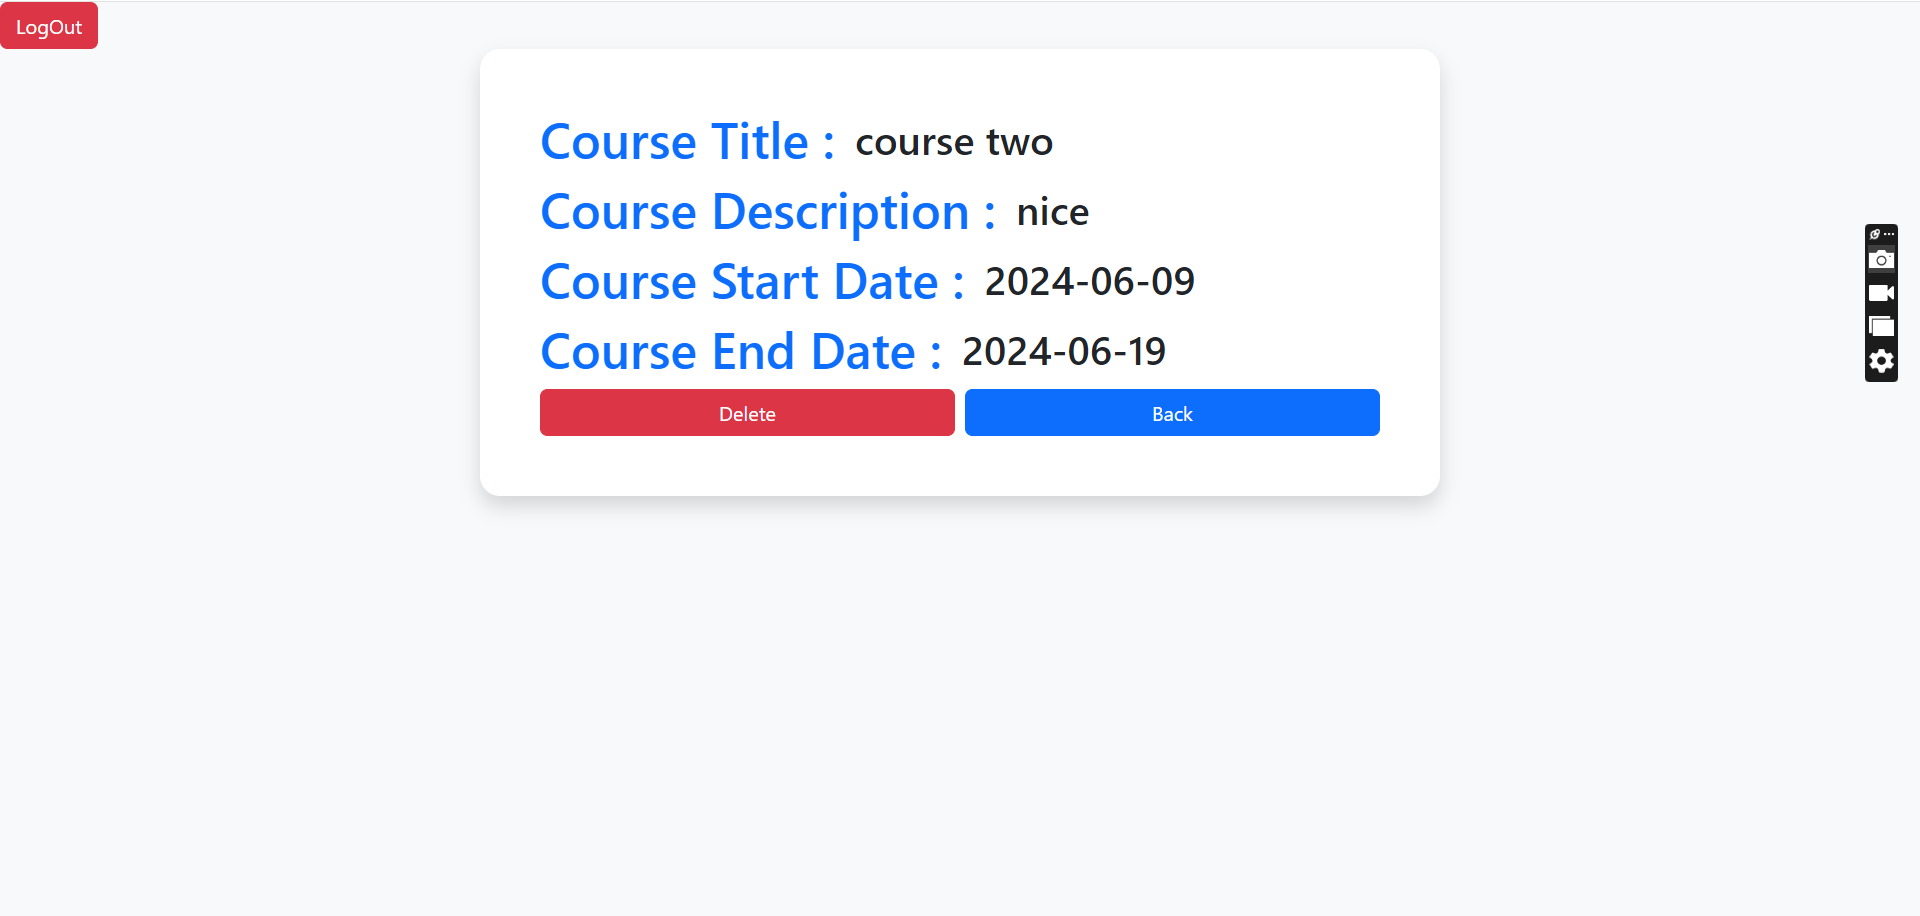 LogOut
Course Title : course two
Course Description : nice
Course Start Date : 2024-06-09
Course End Date : 2024-06-19
Delete Back